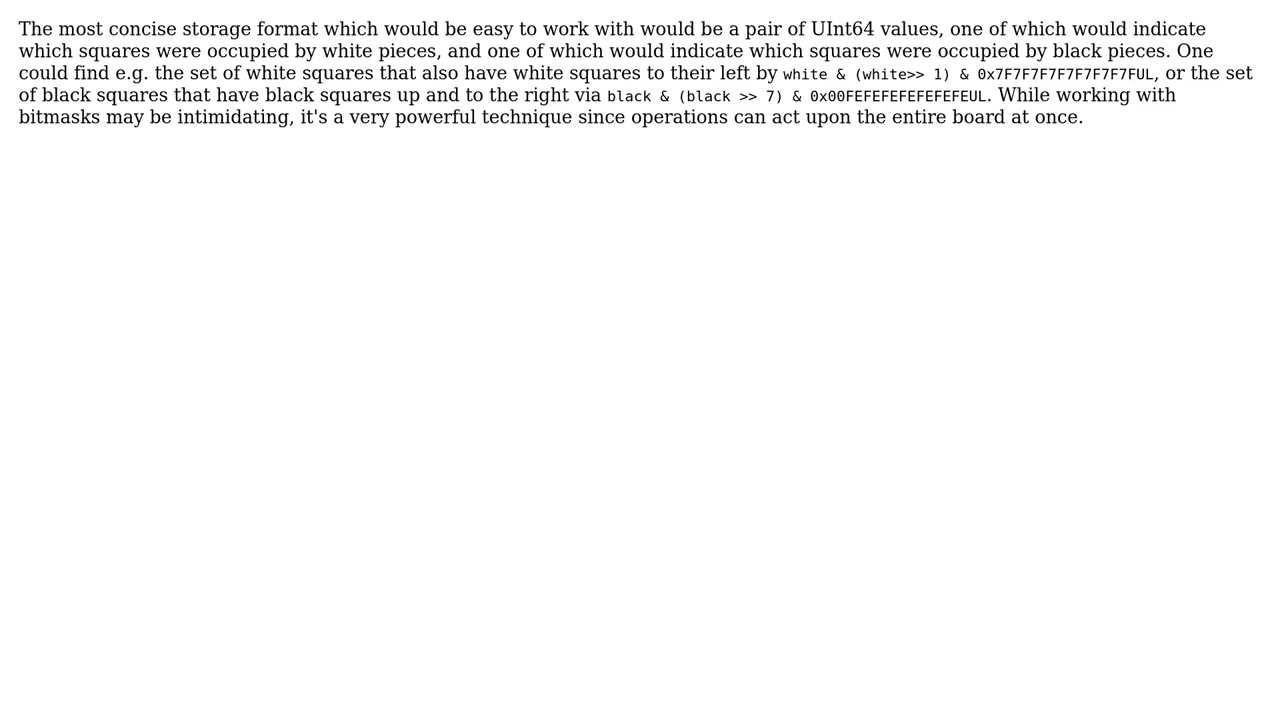 The most concise storage format which would be easy to work with would be a pair of UInt64 values, one of which would indicate
which squares were occupied by white pieces, and one of which would indicate which squares were occupied by black pieces. One
could find e.g. the set of white squares that also have white squares to their left by white & (white>> 1) & 0x7F7F7F7F7F7F7F7FUL, or the set
of black squares that have black squares up and to the right via black & (black >> 7) & 0x00FEFEFEFEFEFEFEUL. While working with
bitmasks may be intimidating, it's a very powerful technique since operations can act upon the entire board at once.